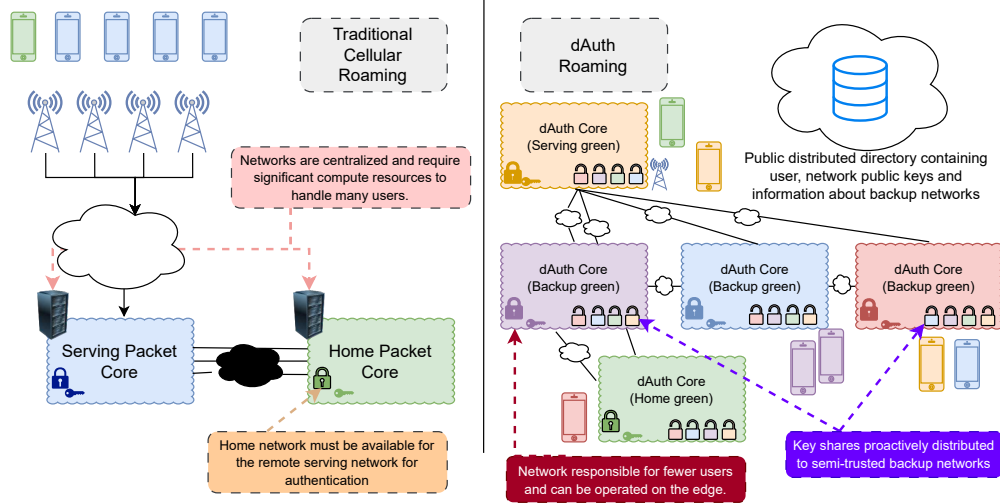 Traditional
Cellular
Roaming
Networks are centralized and require
significant compute resources to
handle many users.
Serving Packet
Core
Home Packet
Core
Home network must be available for
the remote serving network for
authentication
dAuth
Roaming
Public distributed directory containing
user, network public keys and
information about backup networks
dAuth Core
(Serving green)
dAuth Core
(Backup green)
dAuth Core
(Backup green)
dAuth Core
(Backup green)
dAuth Core
(Home green)
Network responsible for fewer users
and can be operated on the edge.
Key shares proactively distributed
to semi-trusted backup networks